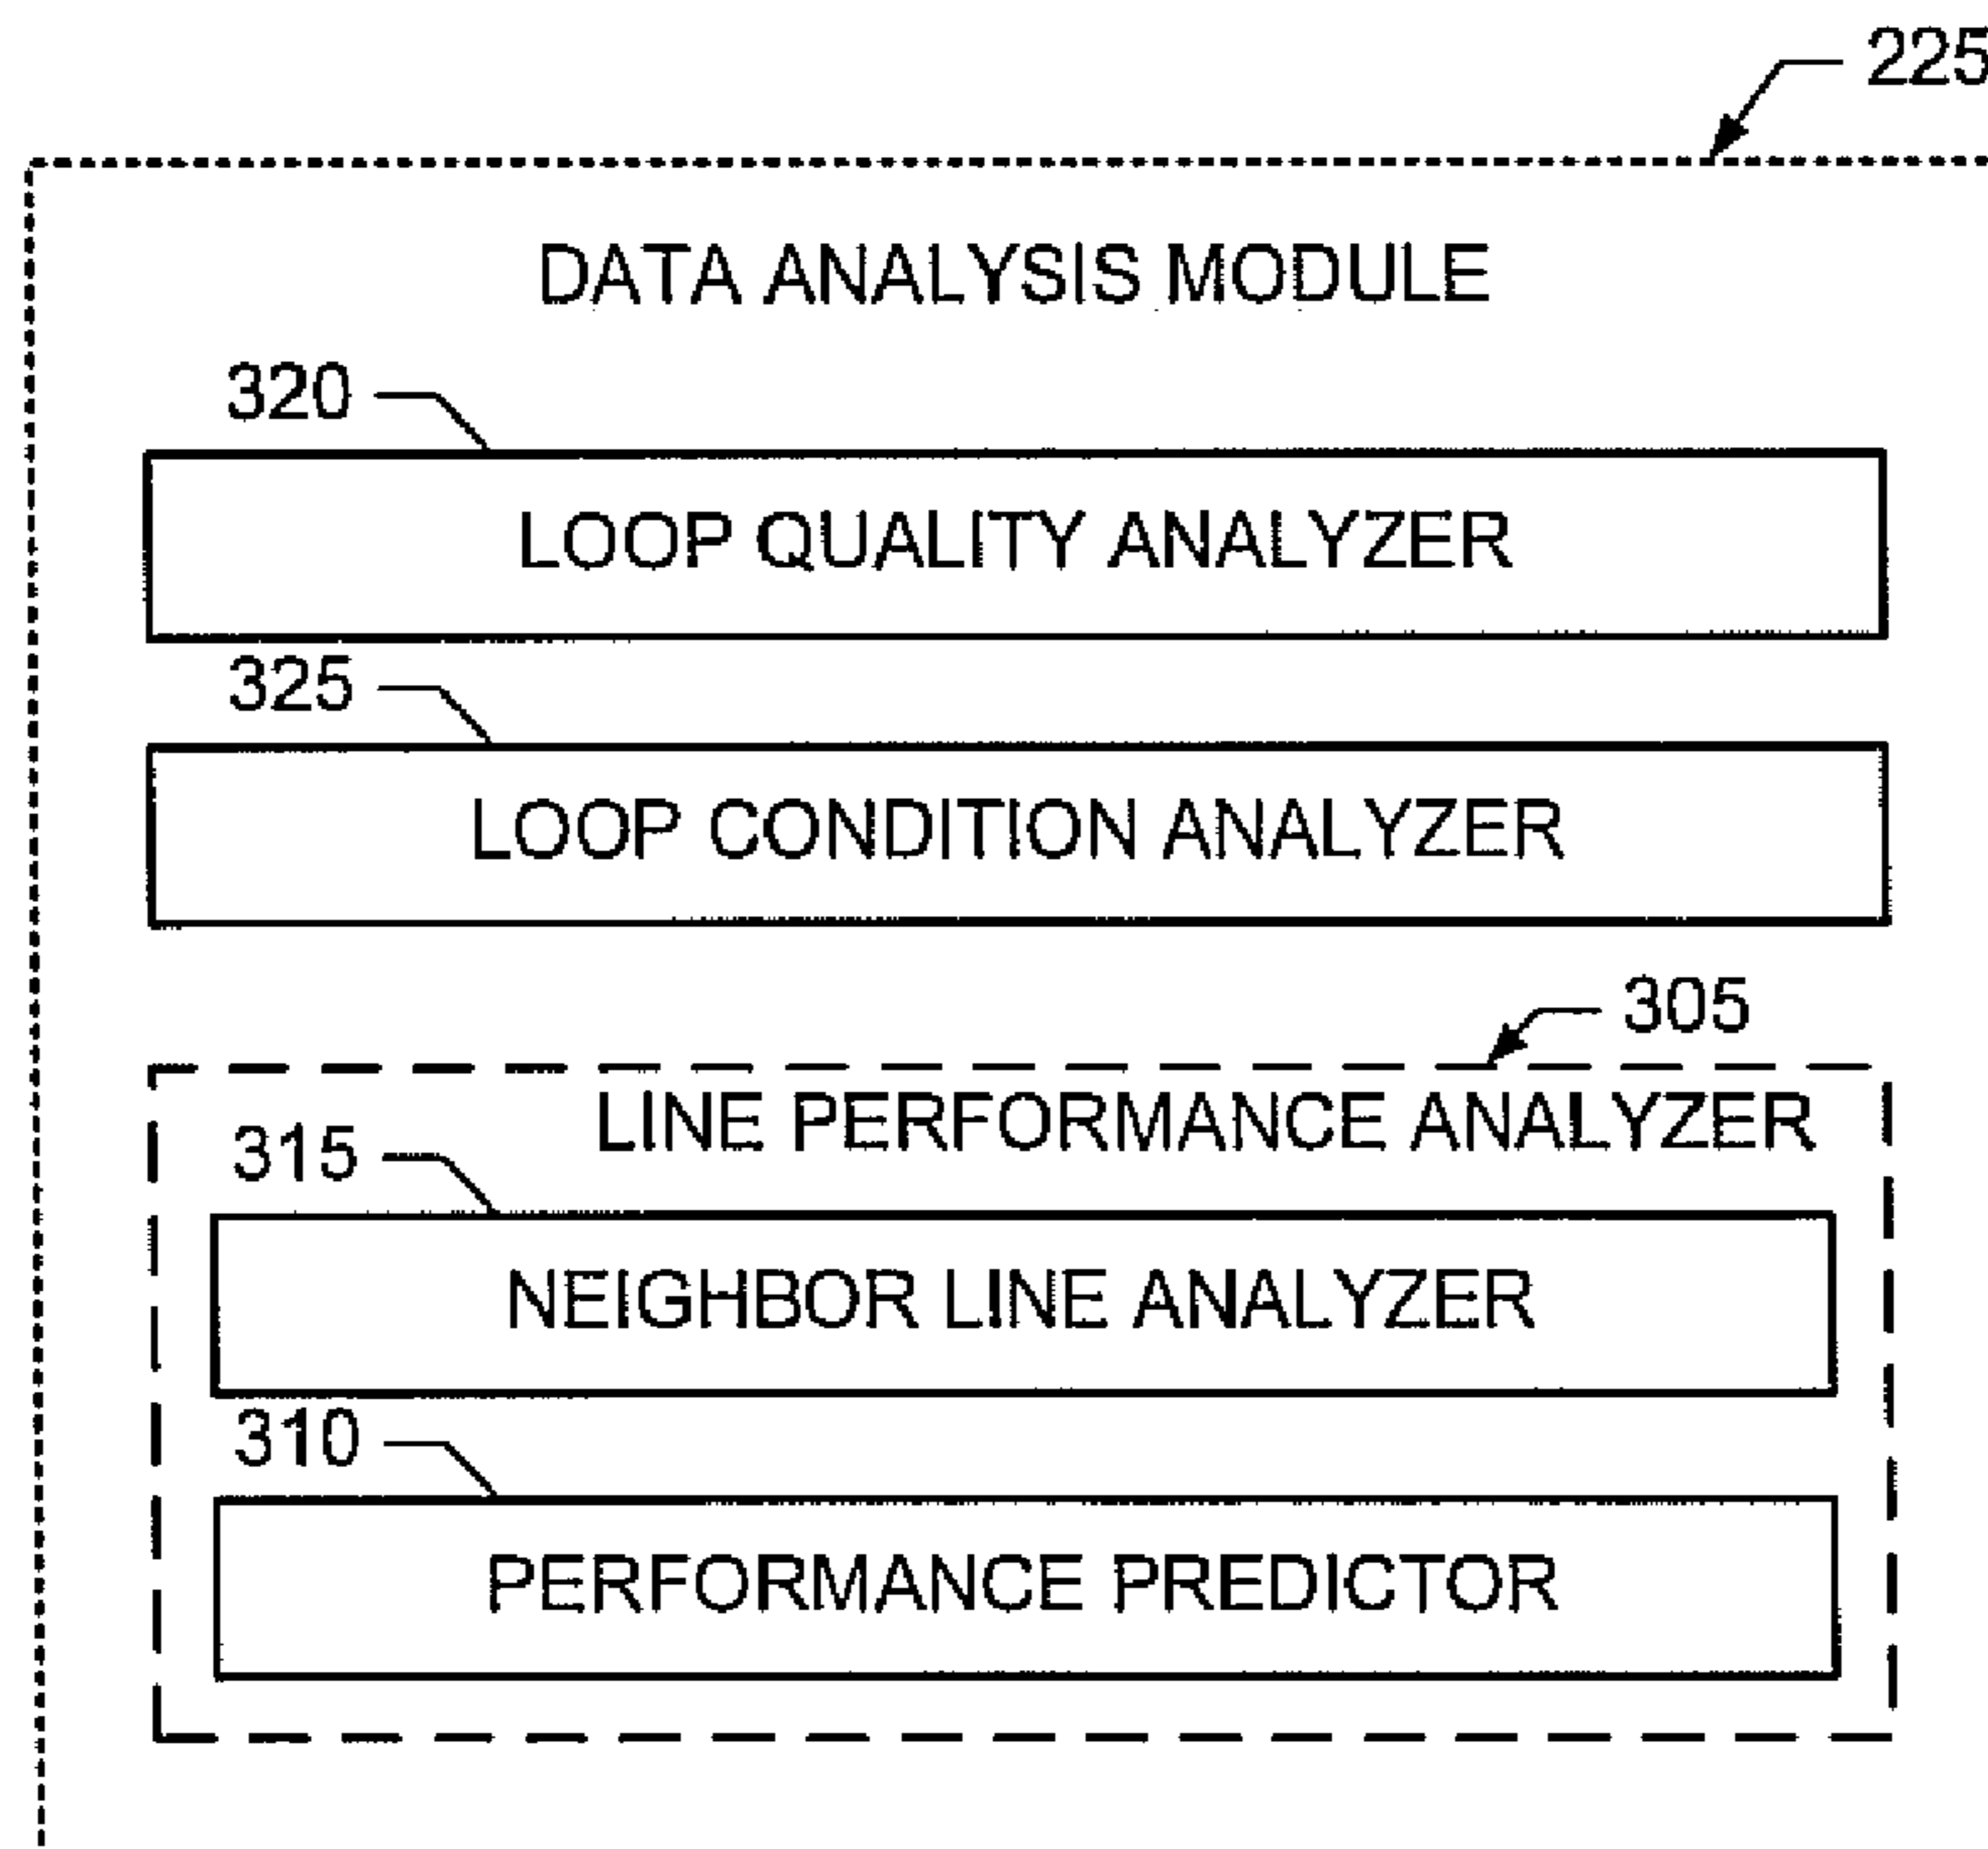 225
DATA ANALYSIS MODULE
320
LOOP QUALITY ANALYZER
325
LOOP CONDITION ANALYZER
305
LINE PERFORMANCE ANALYZER
315
NEIGHBOR LINE ANALYZER
310
PERFORMANCE PREDICTOR